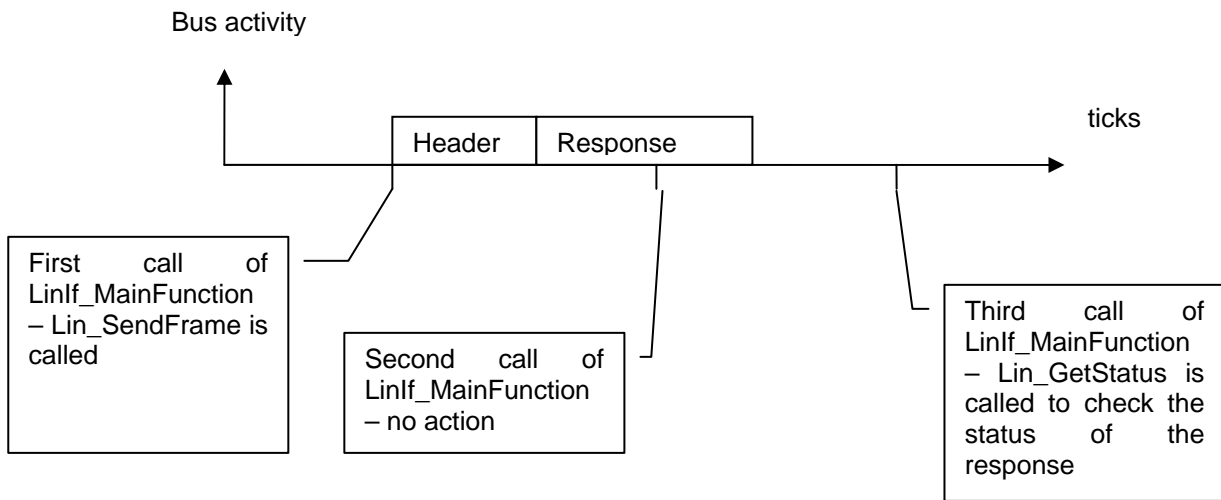 Bus activity
ticks
Header
Response
First call of
LinIf_MainFunction
– Lin_SendFrame is
called
Second call of
LinIf_MainFunction
– no action
Third call of
LinIf_MainFunction
– Lin_GetStatus is
called to check the
status of the
response